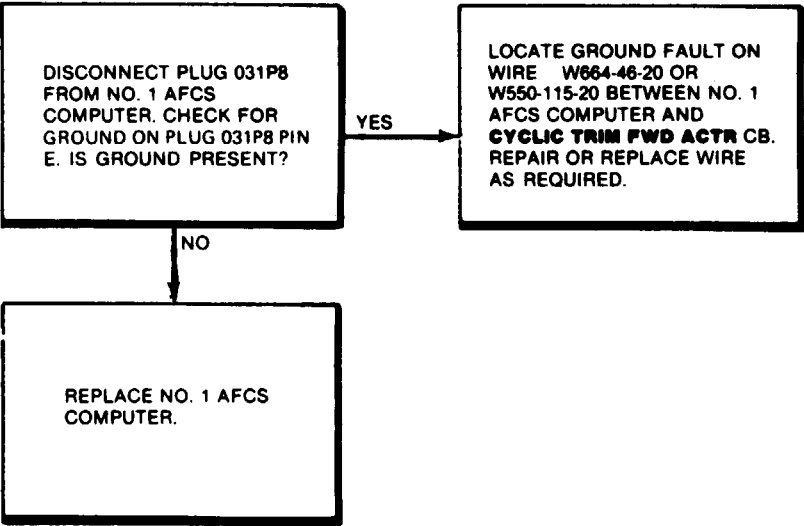 DISCONNECT PLUG 031P8
FROM NO. 1 AFCS
COMPUTER. CHECK FOR
GROUND ON PLUG 031P8 PIN
E. IS GROUND PRESENT?
YES
LOCATE GROUND FAULT ON
WIRE W664-46-20 OR
W550-115-20 BETWEEN NO. 1
AFCS COMPUTER AND
CYCLIC TRIM FWD ACTR CB.
REPAIR OR REPLACE WIRE
AS REQUIRED.
NO
REPLACE NO. 1 AFCS
COMPUTER.